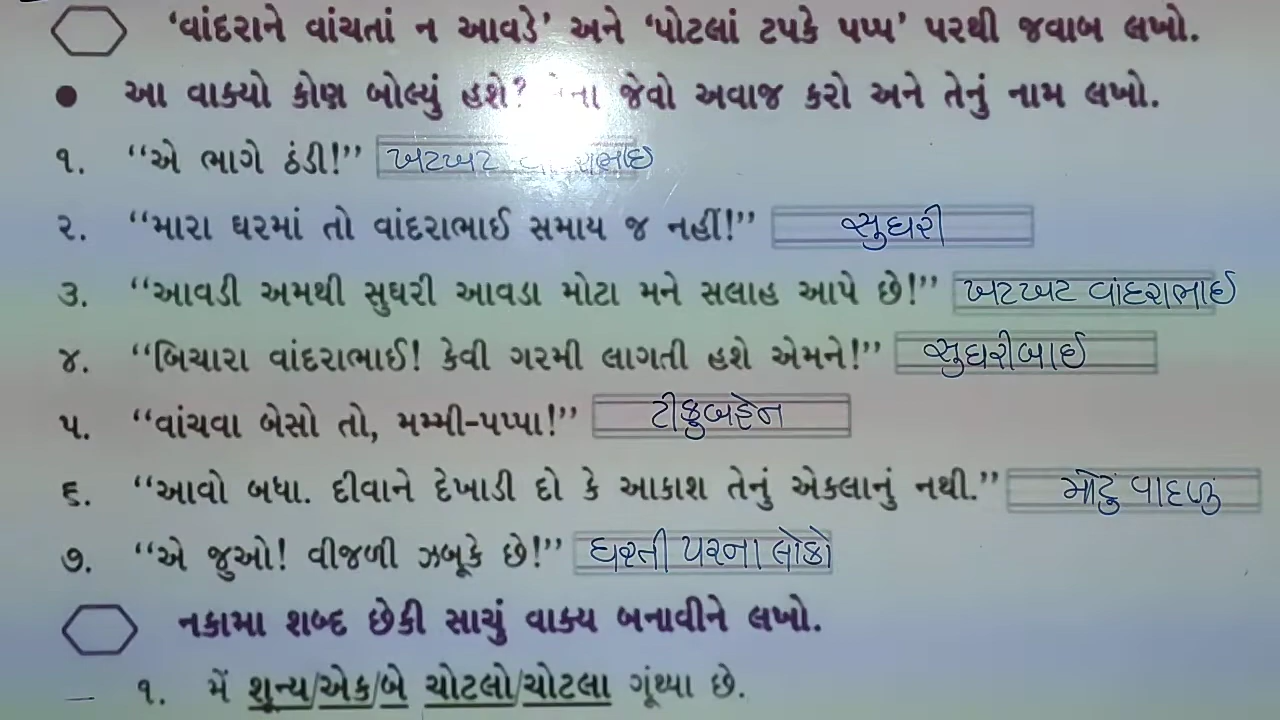 ‘વાંદરાને વાંચતાં ન આવડે’ અને ‘પોટલાં ટપકે પપ્પ’ પરથી જવાબ લખો.
● આ વાક્યો કોણ બોલ્યું હશે? જેવો અવાજ કરો અને તેનું નામ લખો.
૧. “એ ભાગે ઠંડી!” ખટખટ
૨. “મારા ઘરમાં તો વાંદરાભાઈ સમાય જ નહીં!” સુઘરી
૩. “આવડી અમથી સુઘરી આવડા મોટા મને સલાહ આપે છે!” ખટખટ વાંદરાભાઈ
૪. “બિચારા વાંદરાભાઈ! કેવી ગરમી લાગતી હશે એમને!” સુઘરીબાઈ
૫. “વાંચવા બેસો તો, મમ્મી-પપ્પા!” ટીકુબહેન
૬. “આવો બધા. દીવાને દેખાડી દો કે આકાશ તેનું એકલાનું નથી.” મોટું વાદળું
૭. “એ જુઓ! વીજળી ઝબૂકે છે!” ધરતી પરના લોકો
નકામા શબ્દ છેકી સાચું વાક્ય બનાવીને લખો.
૧. મેં શૂન્ય/એક/બે ચોટલો/ચોટલા ગૂંથ્યા છે.